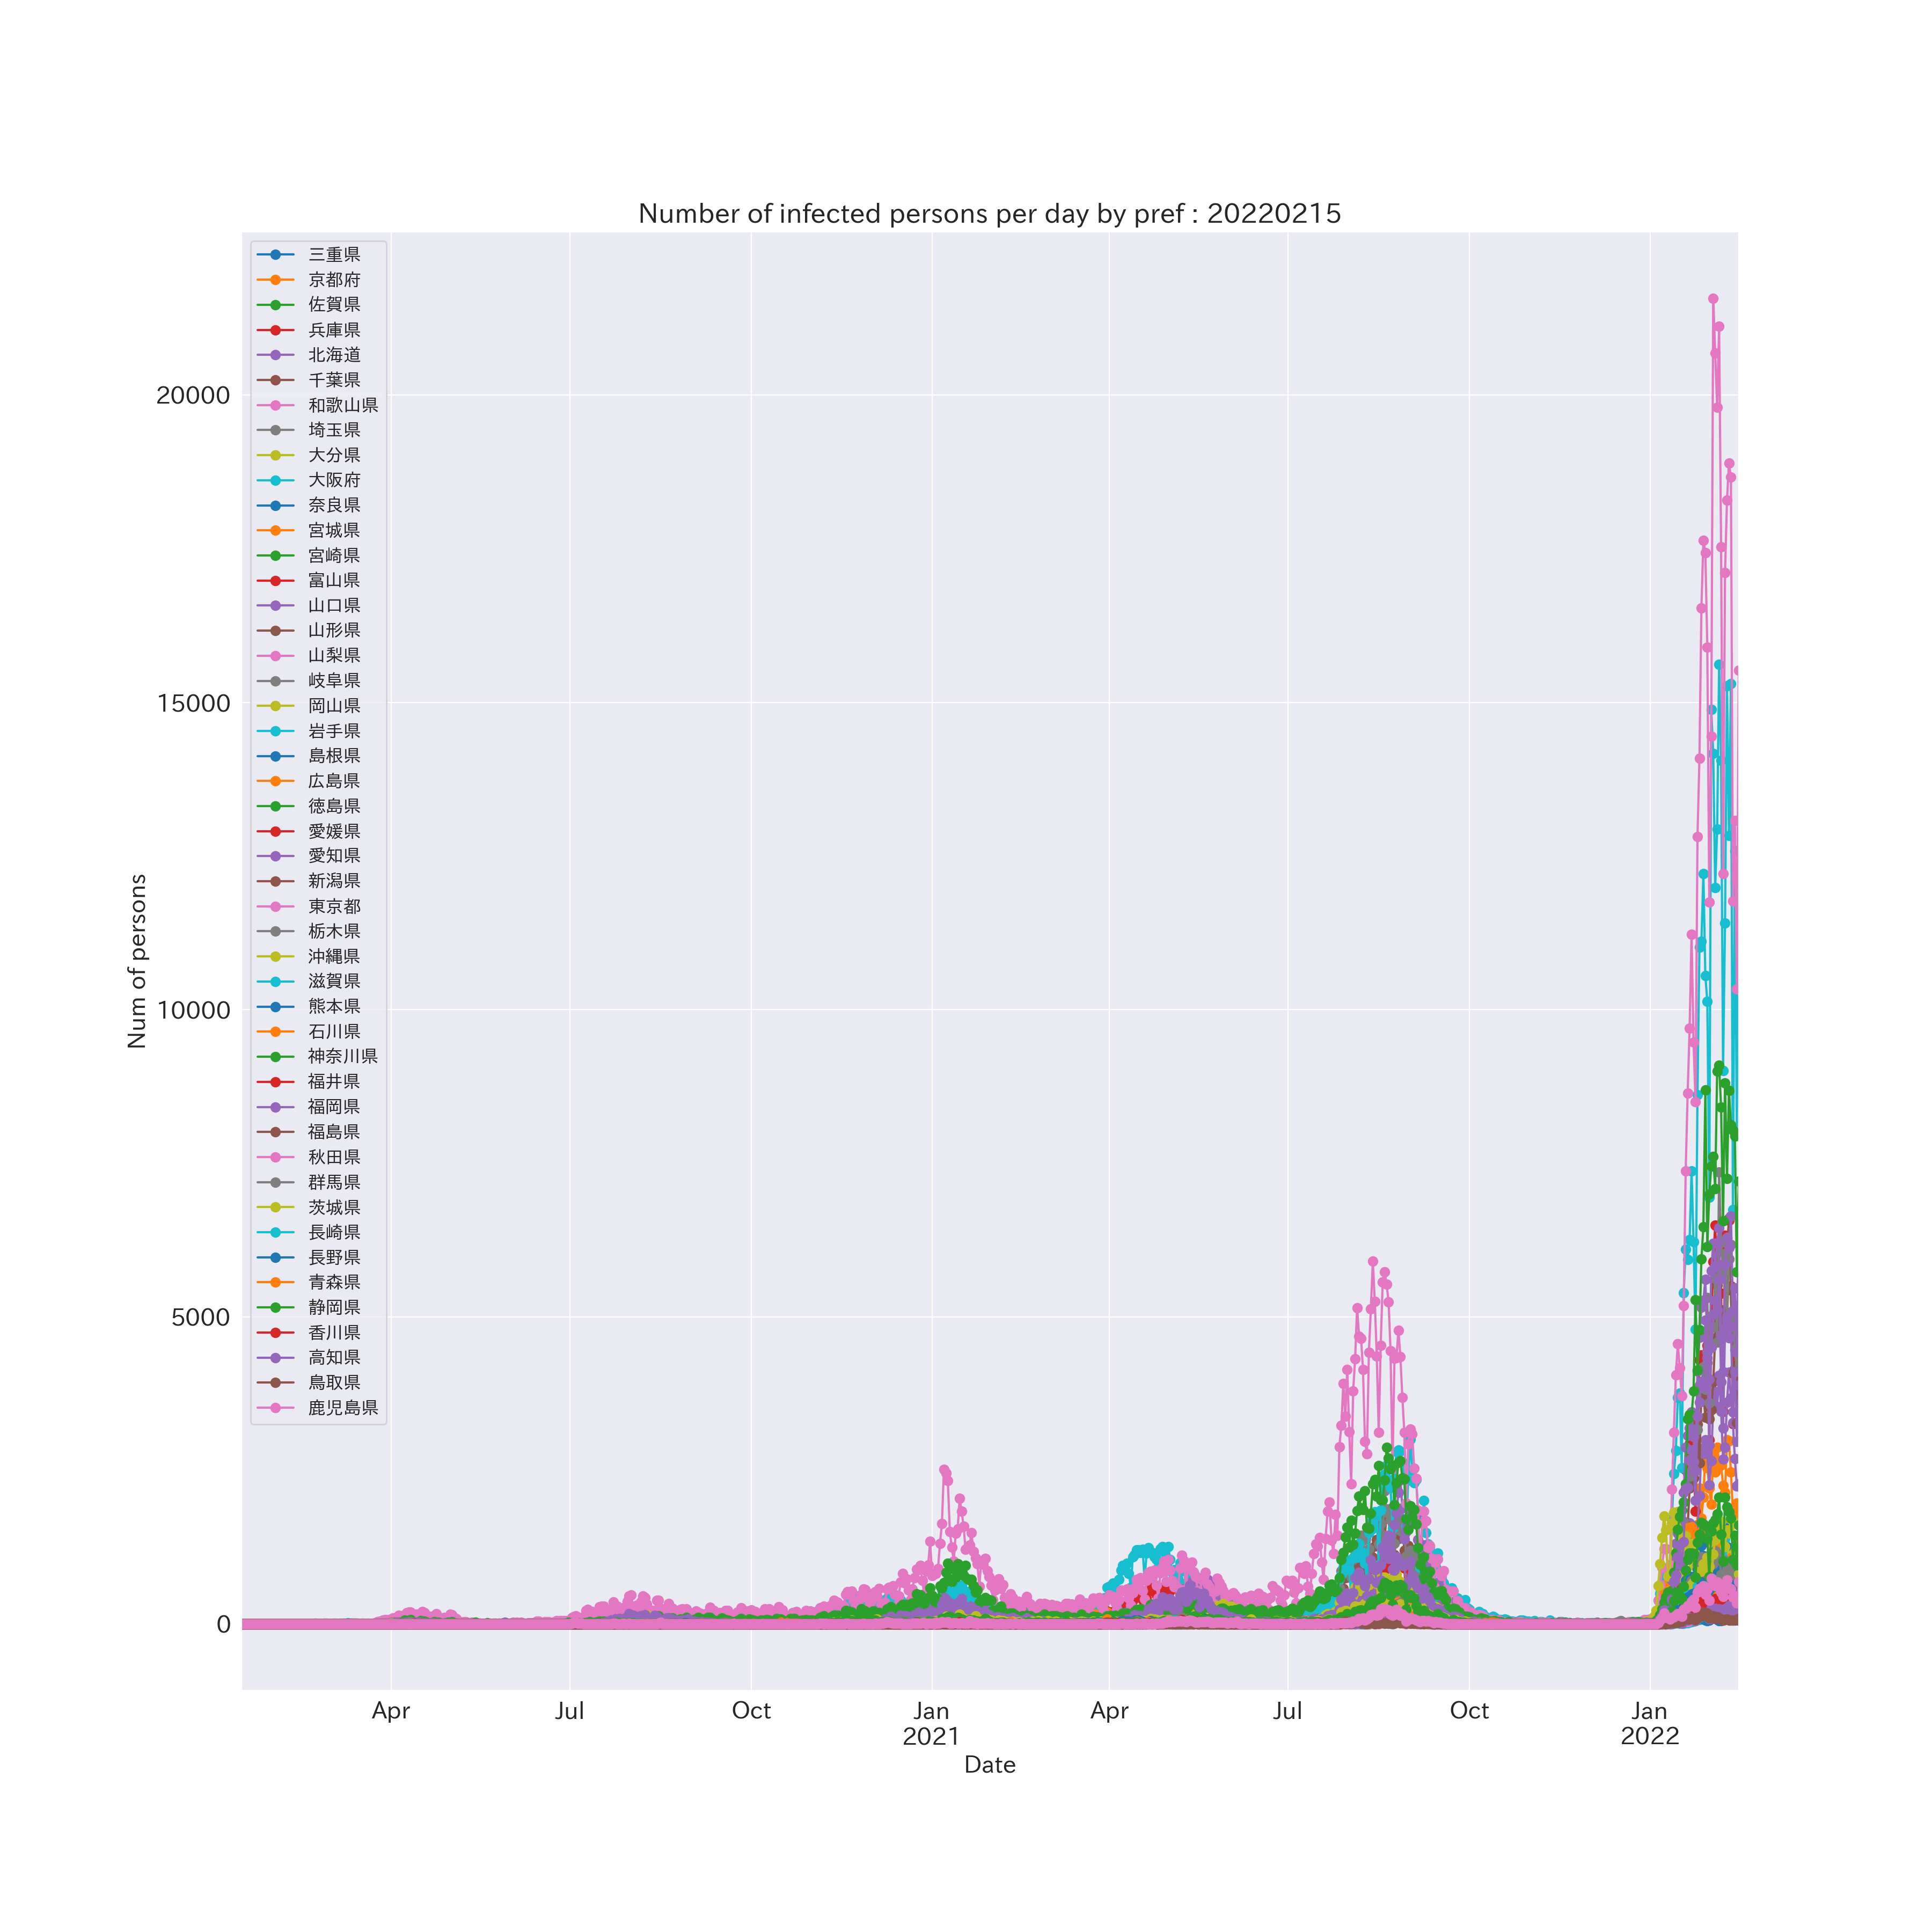 Number of infected persons per day by pref : 20220215
三重県
京都府
佐賀県
兵庫県
北海道
千葉県
和歌山県
埼玉県
大分県
大阪府
奈良県
宮城県
宮崎県
富山県
山口県
山形県
山梨県
岐阜県
岡山県
岩手県
島根県
広島県
徳島県
愛媛県
愛知県
新潟県
東京都
栃木県
沖縄県
滋賀県
熊本県
石川県
神奈川県
福井県
福岡県
福島県
秋田県
群馬県
茨城県
長崎県
長野県
青森県
静岡県
香川県
高知県
鳥取県
鹿児島県
20000
15000
10000
5000
0
Num of persons
Apr Jul Oct Jan Apr Jul Oct Jan
2021 2022
Date